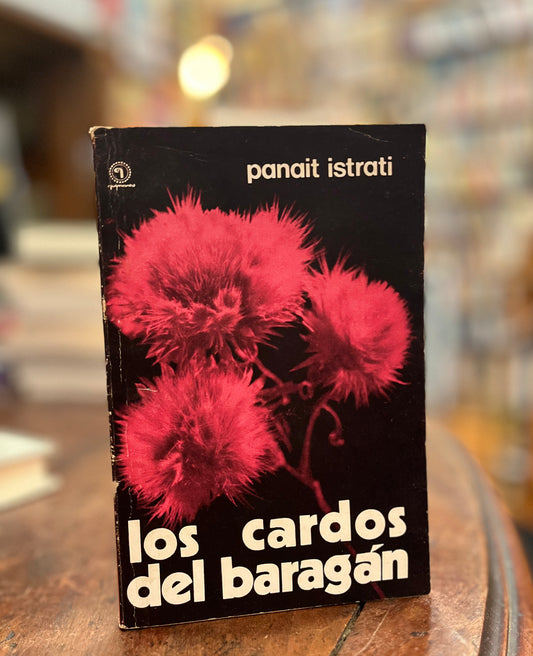 panait istrati
los cardos
del baragán